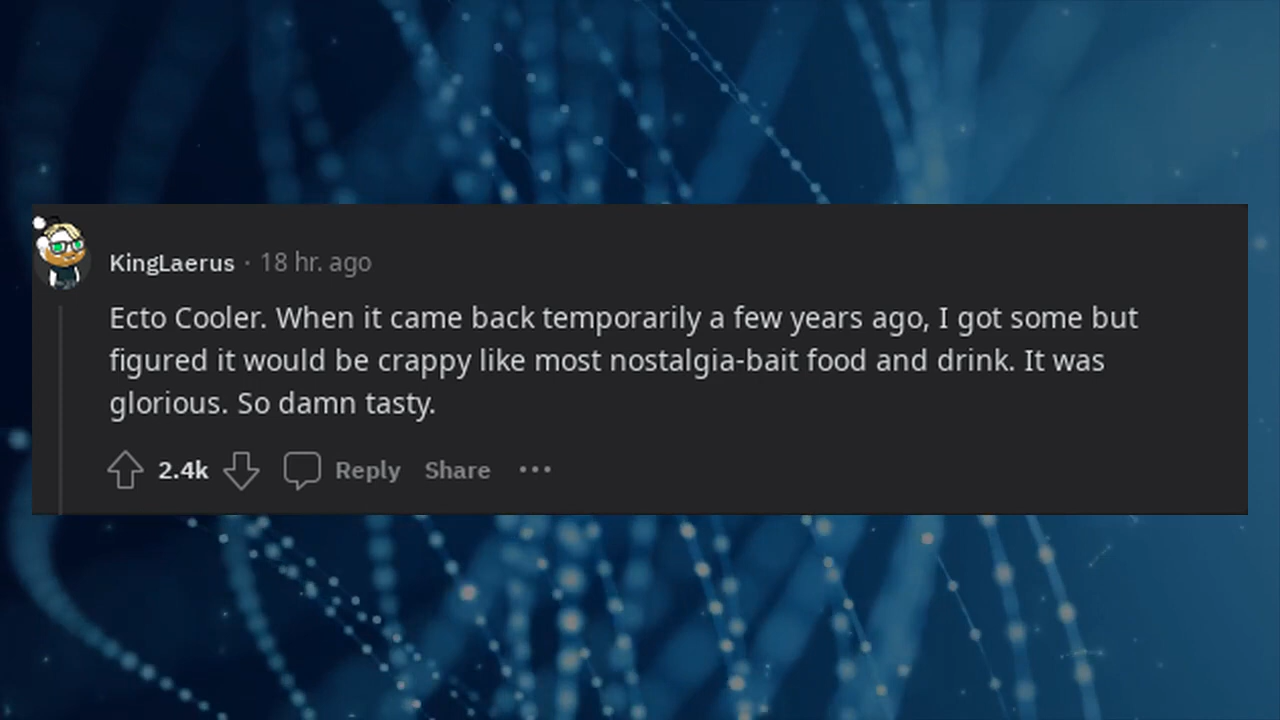 KingLaerus · 18 hr. ago
Ecto Cooler. When it came back temporarily a few years ago, I got some but
figured it would be crappy like most nostalgia-bait food and drink. It was
glorious. So damn tasty.
2.4k Reply Share ···